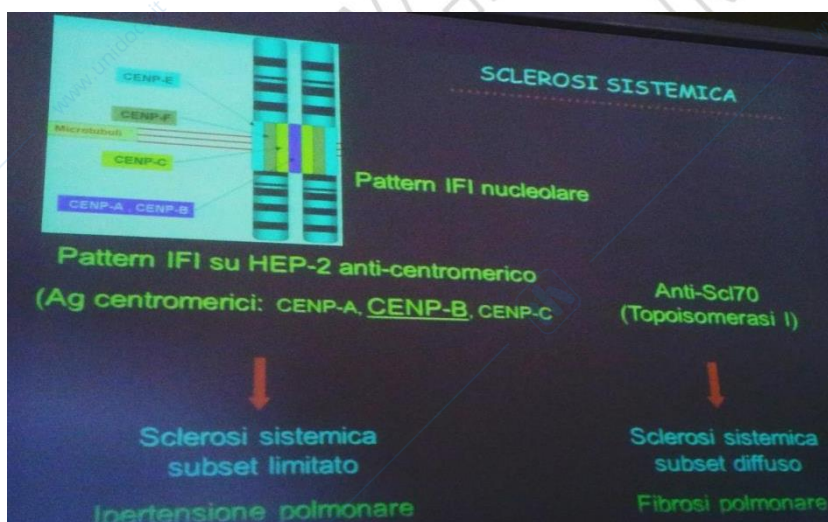 SCLEROSI SISTEMICA
CENP-E
CENP-F
Microtubuli
CENP-C
CENP-A , CENP-B
Pattern IFI nucleolare
Pattern IFI su HEP-2 anti-centromerico
(Ag centromerici: CENP-A, CENP-B, CENP-C
Anti-Scl70
(Topoisomerasi I)
Sclerosi sistemica
subset limitato
Sclerosi sistemica
subset diffuso
Ipertensione polmonare
Fibrosi polmonare